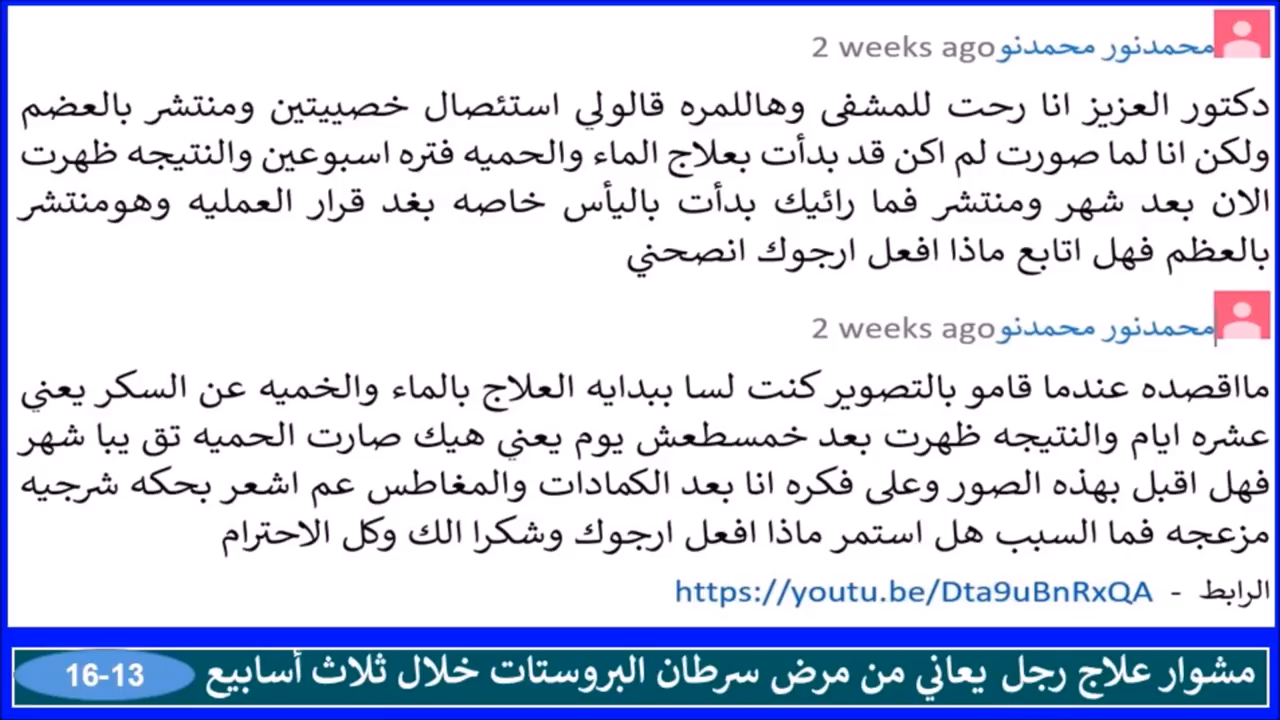 محمدنور محمدنو 2 weeks ago
دكتور العزيز انا رحت للمشفى وهاللمره قالولي استئصال خصييتين ومنتشر بالعضم
ولكن انا لما صورت لم اكن قد بدأت بعلاج الماء والحميه فتره اسبوعين والنتيجه ظهرت
الان بعد شهر ومنتشر فما رائيك بدأت باليأس خاصه بغد قرار العمليه وهومنتشر
بالعظم فهل اتابع ماذا افعل ارجوك انصحني
محمدنور محمدنو 2 weeks ago
مااقصده عندما قامو بالتصوير كنت لسا ببدايه العلاج بالماء والخميه عن السكر يعني
عشره ايام والنتيجه ظهرت بعد خمسطعش يوم يعني هيك صارت الحميه تق يبا شهر
فهل اقبل بهذه الصور وعلى فكره انا بعد الكمادات والمغاطس عم اشعر بحكه شرجيه
مزعجه فما السبب هل استمر ماذا افعل ارجوك وشكرا الك وكل الاحترام
الرابط - https://youtu.be/Dta9uBnRxQA
مشوار علاج رجل يعاني من مرض سرطان البروستات خلال ثلاث أسابيع 16-13